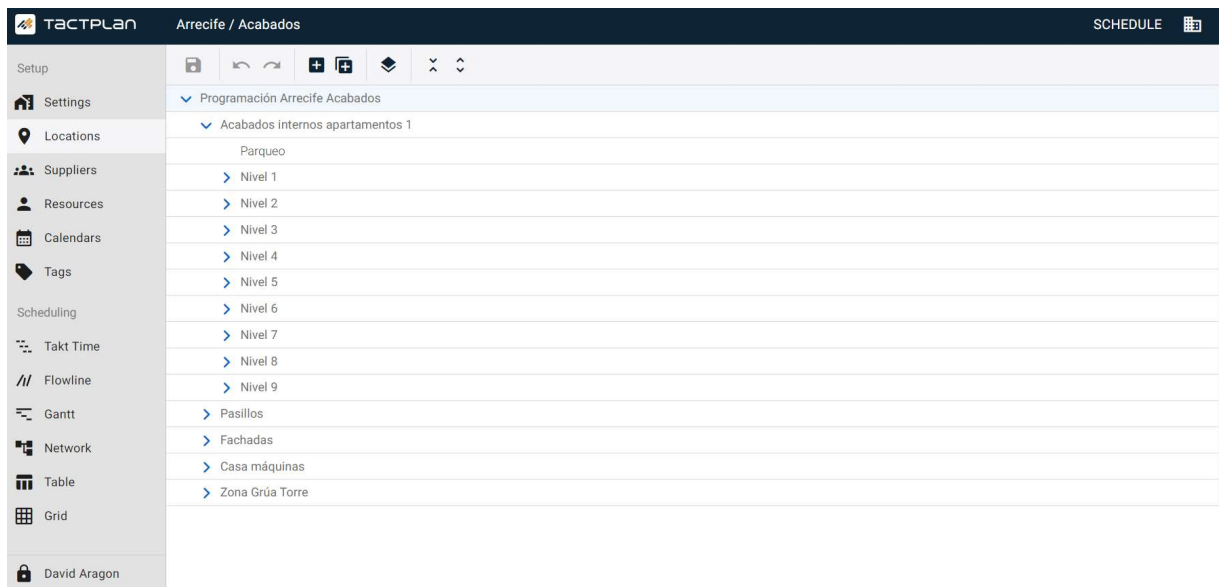 TACTPLAN
Arrecife / Acabados
SCHEDULE
Setup
Settings
Locations
Suppliers
Resources
Calendars
Tags
Scheduling
Takt Time
Flowline
Gantt
Network
Table
Grid
David Aragon
Programación Arrecife Acabados
Acabados internos apartamentos 1
Parqueo
Nivel 1
Nivel 2
Nivel 3
Nivel 4
Nivel 5
Nivel 6
Nivel 7
Nivel 8
Nivel 9
Pasillos
Fachadas
Casa máquinas
Zona Grúa Torre